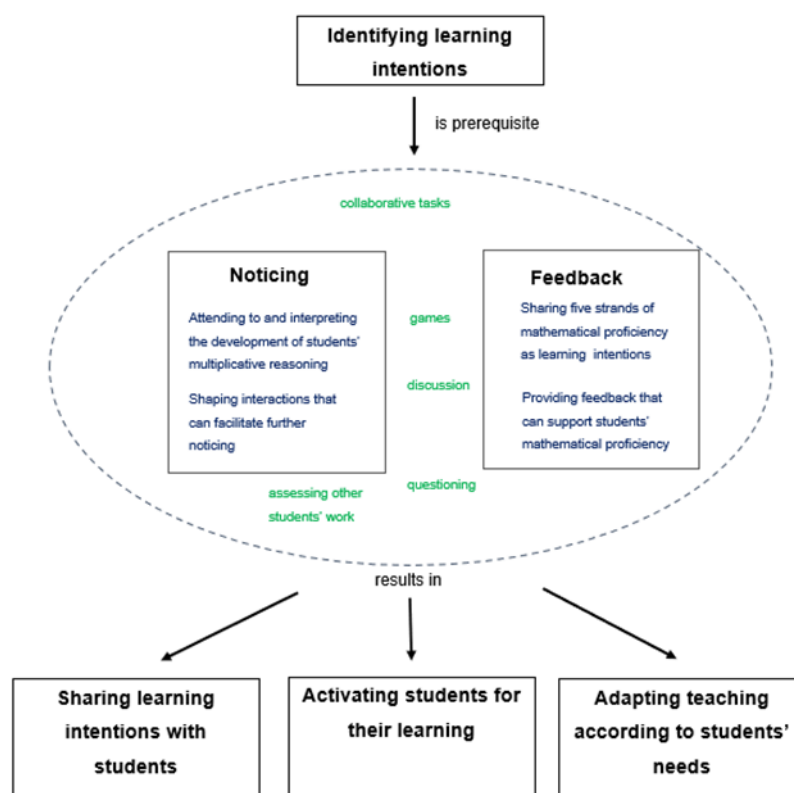 Identifying learning
intentions
is prerequisite
collaborative tasks
Noticing
Attending to and interpreting
the development of students'
multiplicative reasoning
Shaping interactions that
can facilitate further
noticing
games
discussion
questioning
assessing other
students' work
Feedback
Sharing five strands of
mathematical proficiency
as learning intentions
Providing feedback that
can support students'
mathematical proficiency
results in
Sharing learning
intentions with
students
Activating students for
their learning
Adapting teaching
according to students'
needs